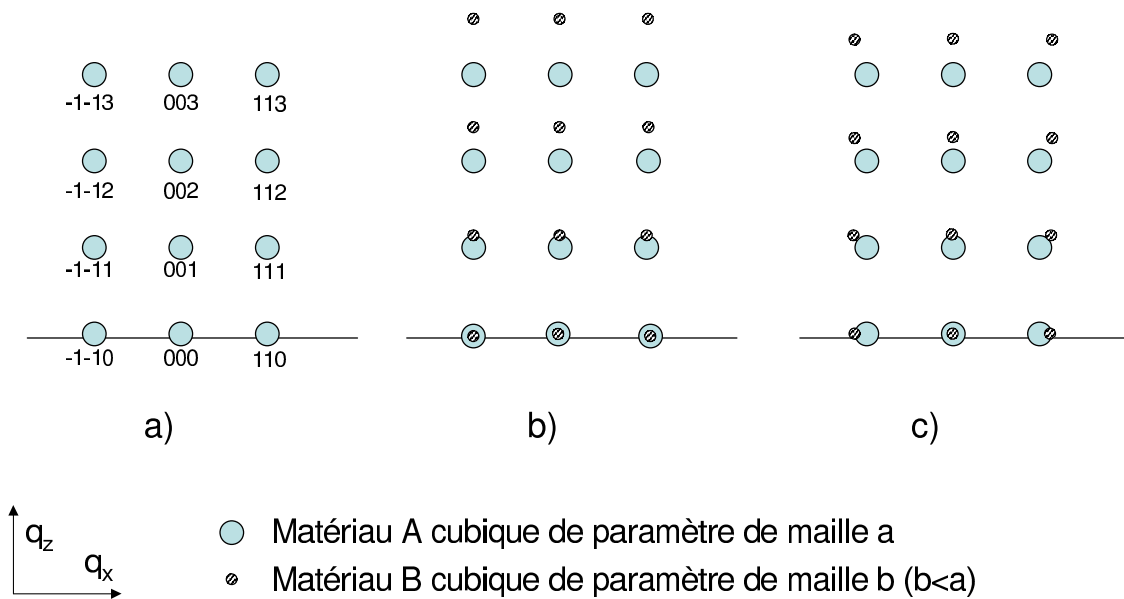 -1-13 003 113
-1-12 002 112
-1-11 001 111
-1-10 000 110
a)
b)
c)
qz
qx
Matériau A cubique de paramètre de maille a
Matériau B cubique de paramètre de maille b (b<a)